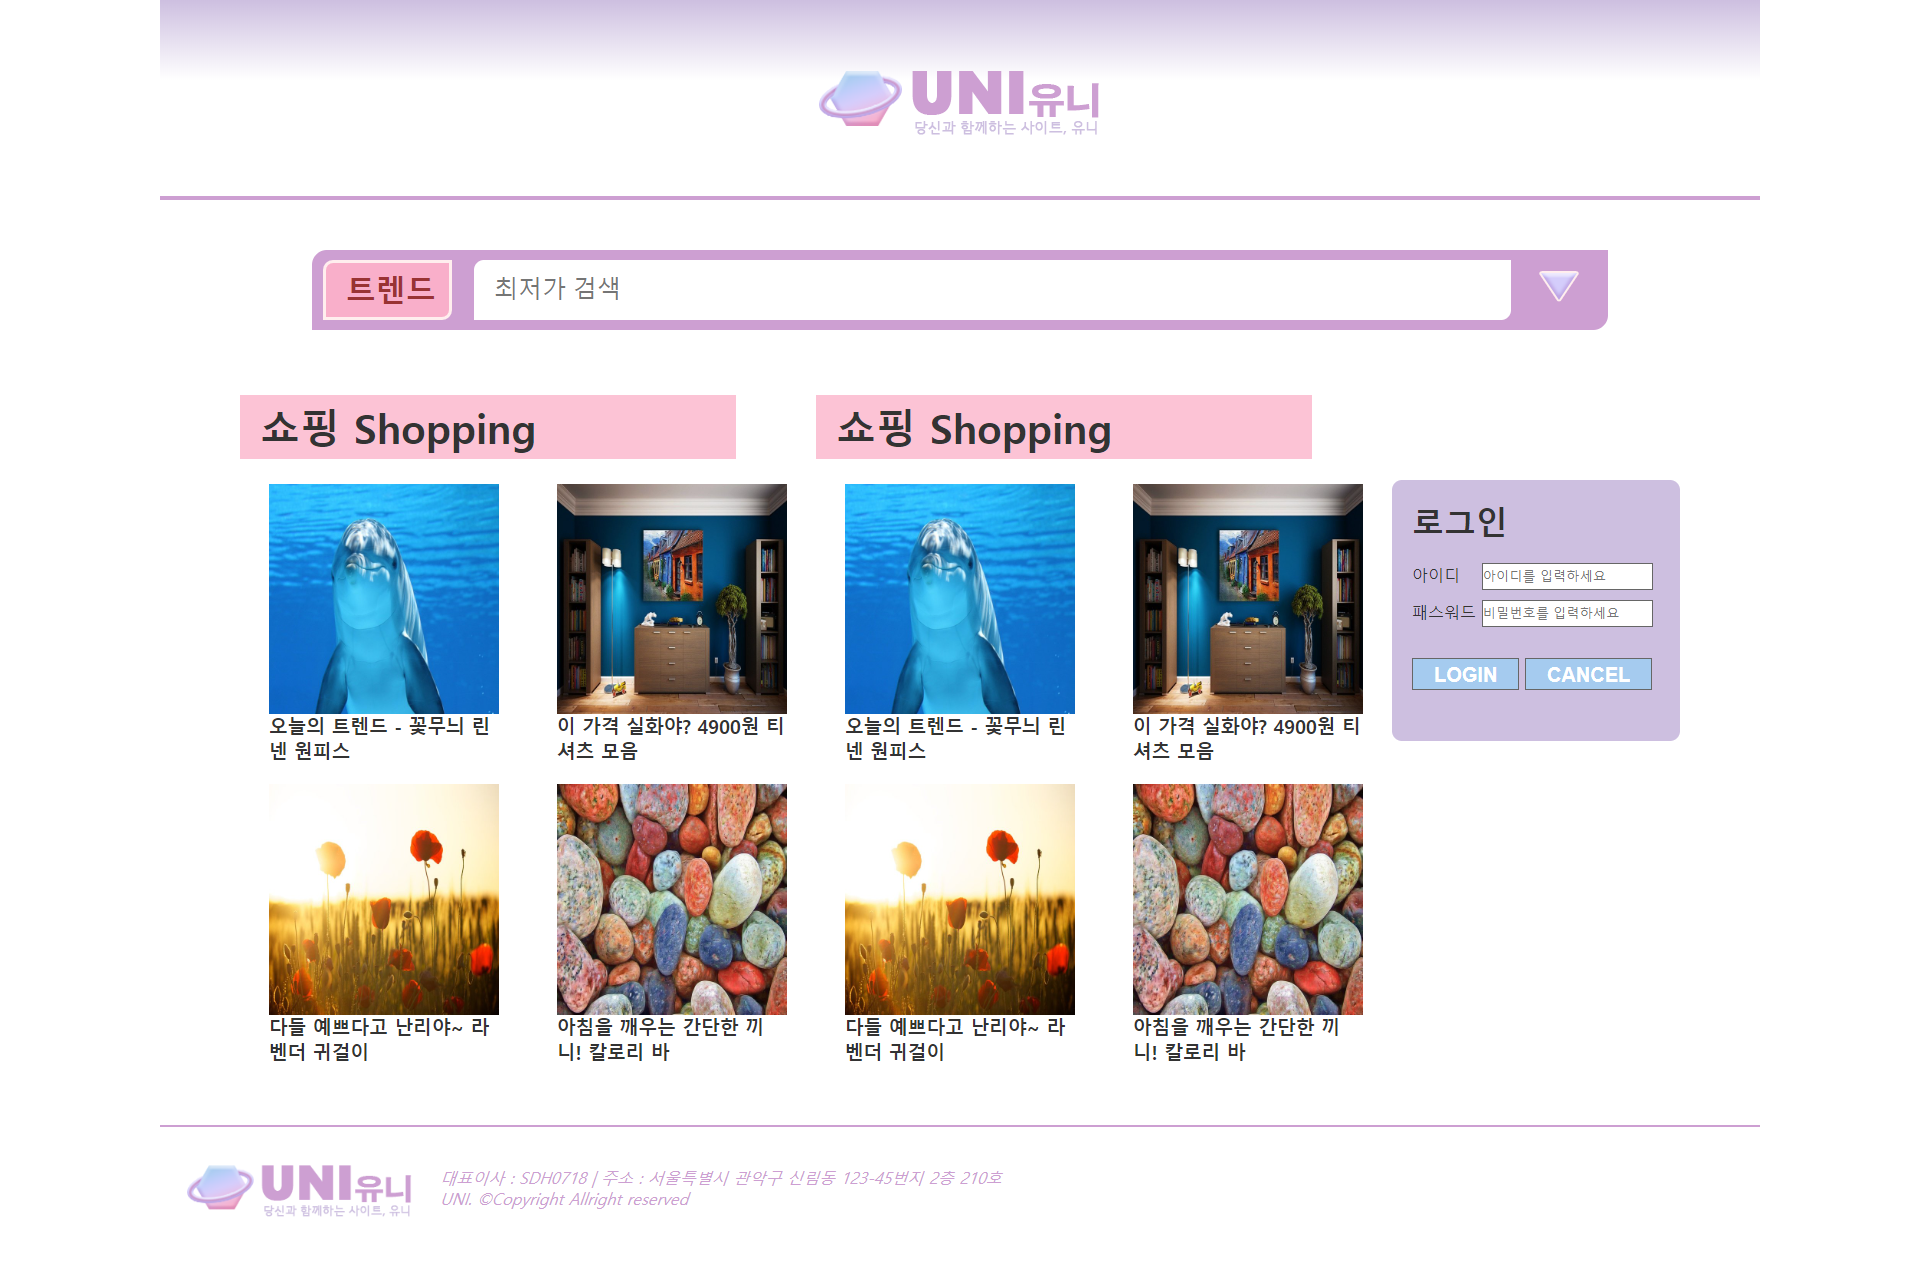 UNI유니
당신과 함께하는 사이트, 유니
트렌드
최저가 검색
쇼핑 Shopping
쇼핑 Shopping
오늘의 트렌드 - 꽃무늬 린
넨 원피스
이 가격 실화야? 4900원 티
셔츠 모음
오늘의 트렌드 - 꽃무늬 린
넨 원피스
이 가격 실화야? 4900원 티
셔츠 모음
로그인
아이디
아이디를 입력하세요
패스워드
비밀번호를 입력하세요
LOGIN
CANCEL
다들 예쁘다고 난리야~ 라
벤더 귀걸이
아침을 깨우는 간단한 끼
니! 칼로리 바
다들 예쁘다고 난리야~ 라
벤더 귀걸이
아침을 깨우는 간단한 끼
니! 칼로리 바
UNI유니
당신과 함께하는 사이트, 유니
대표이사 : SDH0718 | 주소 : 서울특별시 관악구 신림동 123-45번지 2층 210호
UNI. ©Copyright Allright reserved